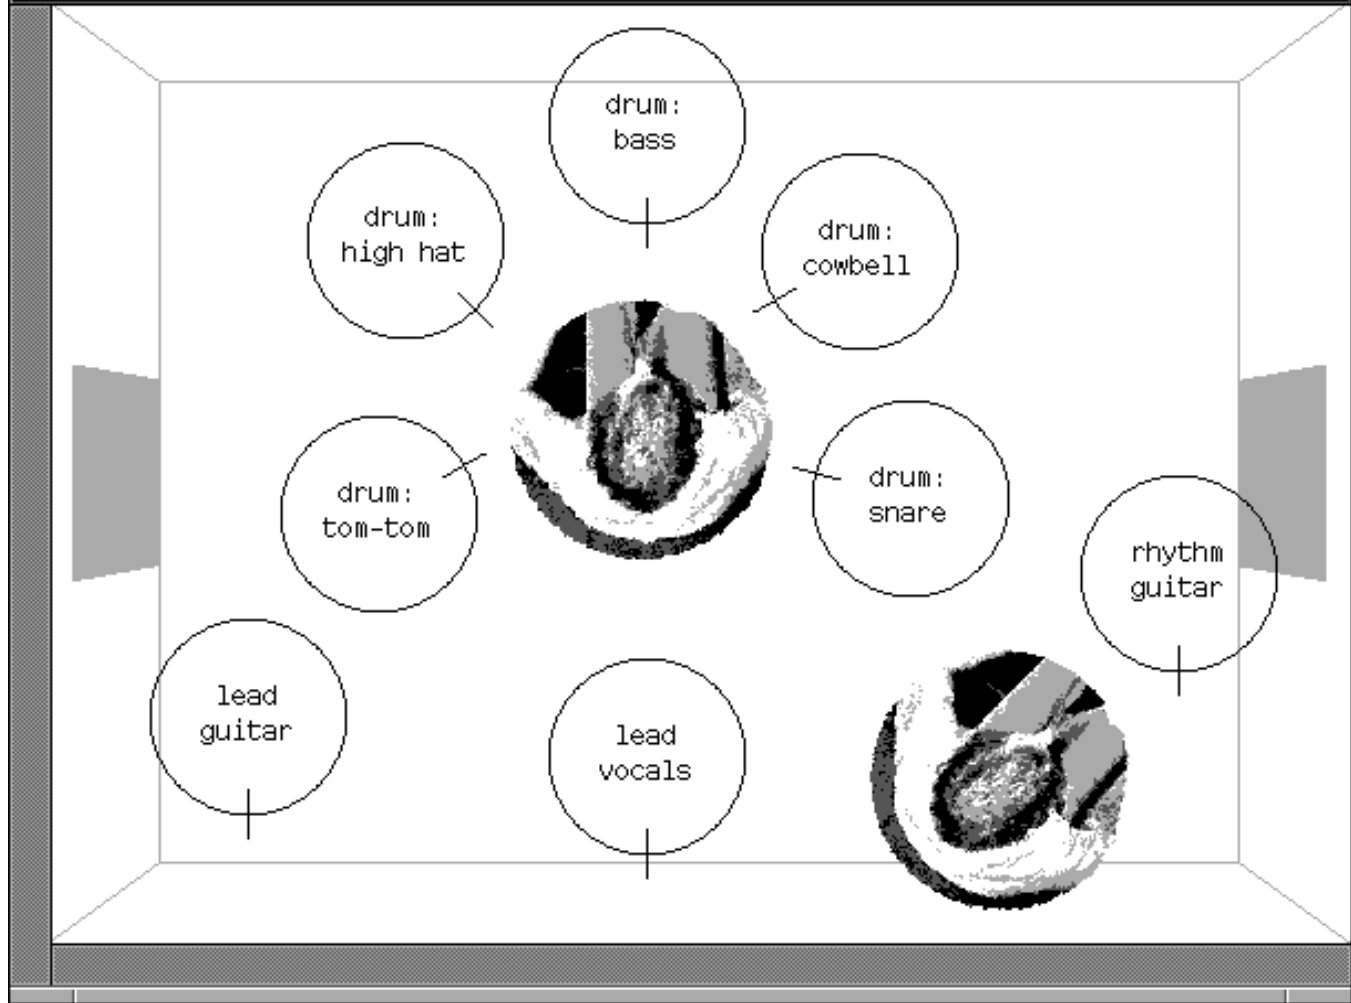 drum:
bass
drum:
high hat
drum:
cowbell
drum:
tom-tom
drum:
snare
rhythm
guitar
lead
guitar
lead
vocals